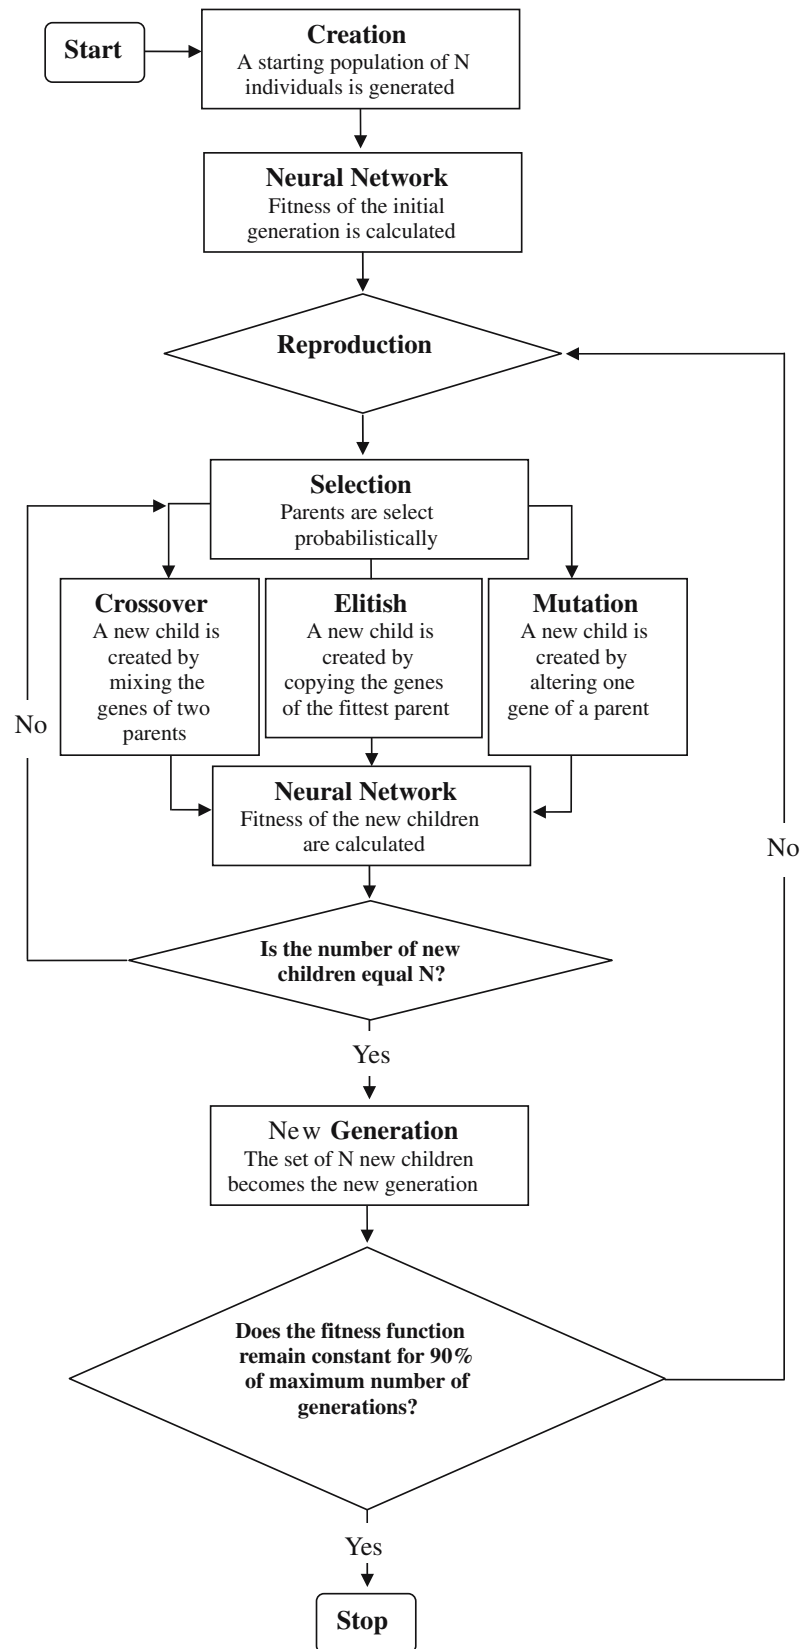 Start
Creation
A starting population of N
individuals is generated
Neural Network
Fitness of the initial
generation is calculated
Reproduction
Selection
Parents are select
probabilistically
Crossover
A new child is
created by
mixing the
genes of two
parents
Elitish
A new child is
created by
copying the genes
of the fittest parent
Mutation
A new child is
created by
altering one
gene of a parent
No
Neural Network
Fitness of the new children
are calculated
No
Is the number of new
children equal N?
Yes
New Generation
The set of N new children
becomes the new generation
Does the fitness function
remain constant for 90%
of maximum number of
generations?
Yes
Stop